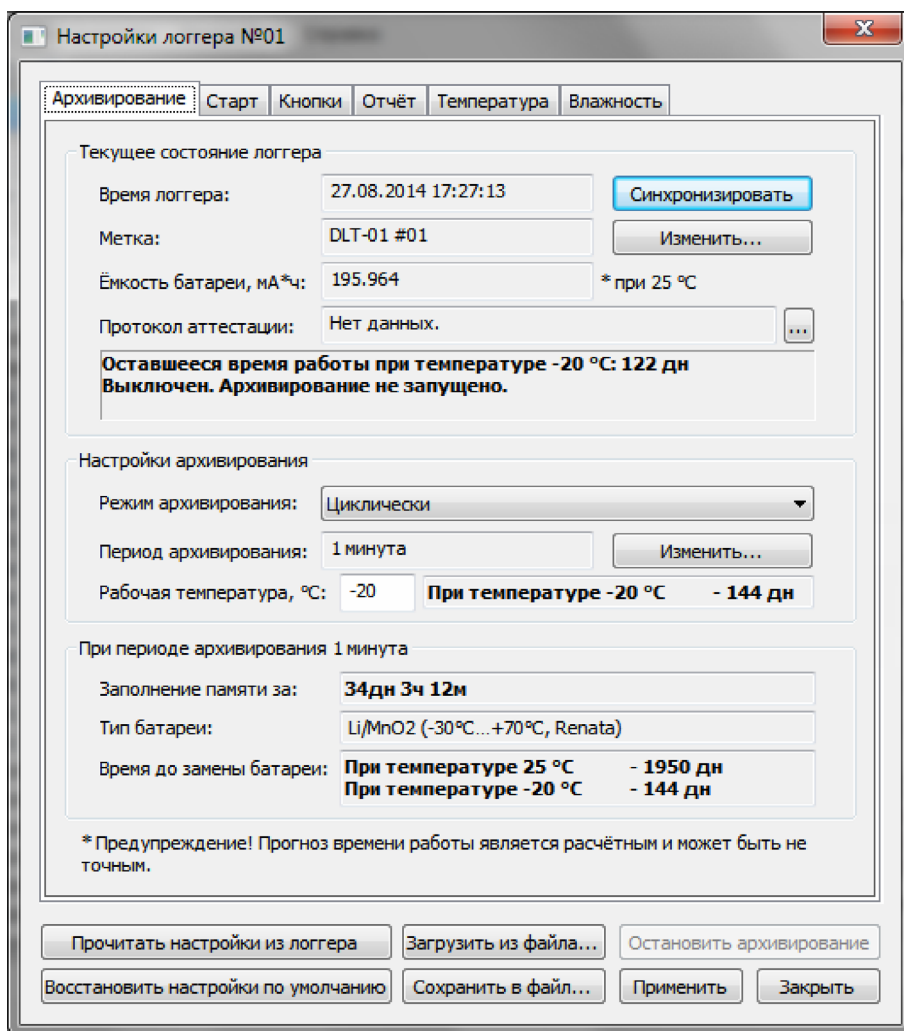 Настройки логгера №01
Архивирование Старт Кнопки Отчёт Температура Влажность
Текущее состояние логгера
Время логгера: 27.08.2014 17:27:13 Синхронизировать
Метка: DLT-01 #01 Изменить...
Ёмкость батареи, мА*ч: 195.964 * при 25 °C
Протокол аттестации: Нет данных. ...
Оставшееся время работы при температуре -20 °C: 122 дн
Выключен. Архивирование не запущено.
Настройки архивирования
Режим архивирования: Циклически
Период архивирования: 1 минута Изменить...
Рабочая температура, °C: -20 При температуре -20 °C - 144 дн
При периоде архивирования 1 минута
Заполнение памяти за: 34дн 3ч 12м
Тип батареи: Li/MnO2 (-30°C...+70°C, Renata)
Время до замены батареи: При температуре 25 °C - 1950 дн
При температуре -20 °C - 144 дн
* Предупреждение! Прогноз времени работы является расчётным и может быть не
точным.
Прочитать настройки из логгера Загрузить из файла... Остановить архивирование
Восстановить настройки по умолчанию Сохранить в файл... Применить Закрыть